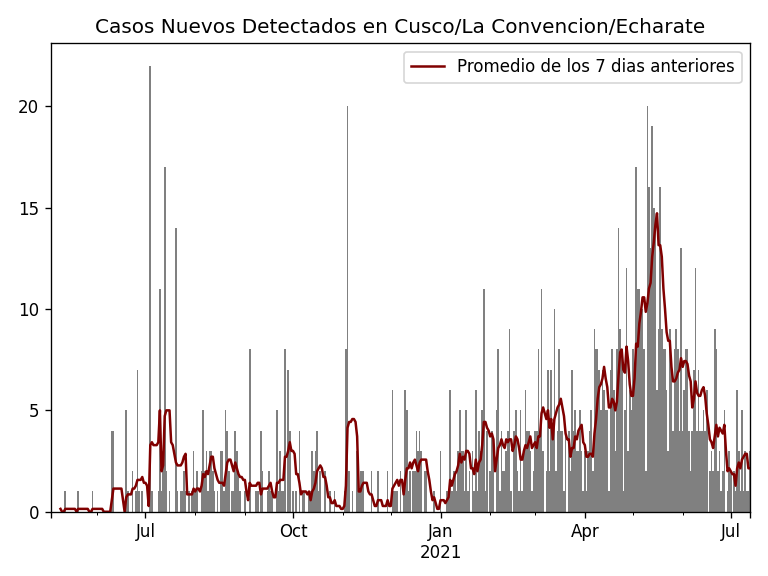 Casos Nuevos Detectados en Cusco/La Convencion/Echarate
Promedio de los 7 dias anteriores
20
15
10
5
0
Jul
Oct
Jan
2021
Apr
Jul